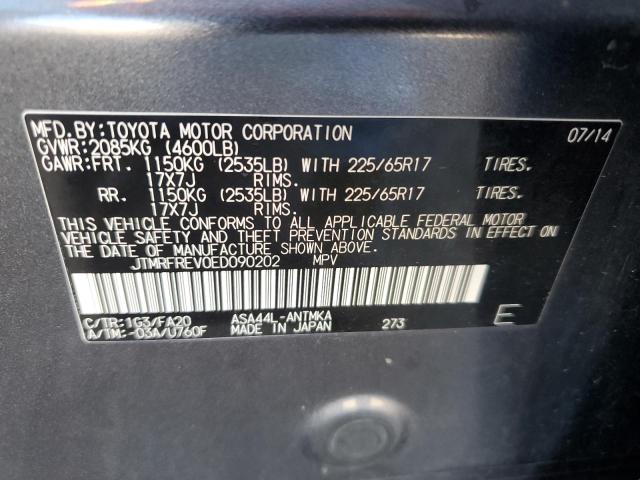 MFD.BY:TOYOTA MOTOR CORPORATION 07/14
GVWR:2085KG (4600LB)
GAWR:FRT. 1150KG (2535LB) WITH 225/65R17 TIRES.
17X7J RIMS.
RR. 1150KG (2535LB) WITH 225/65R17 TIRES.
17X7J RIMS.
THIS VEHICLE CONFORMS TO ALL APPLICABLE FEDERAL MOTOR
VEHICLE SAFETY AND THEFT PREVENTION STANDARDS IN EFFECT ON
THE DATE OF MANUFACTURE SHOWN ABOVE.
JTMRFREV0ED090202 MPV
C/TR:1G3/FA20 ASA44L-ANTMKA
A/TM:-03A/U760F MADE IN JAPAN 273 E